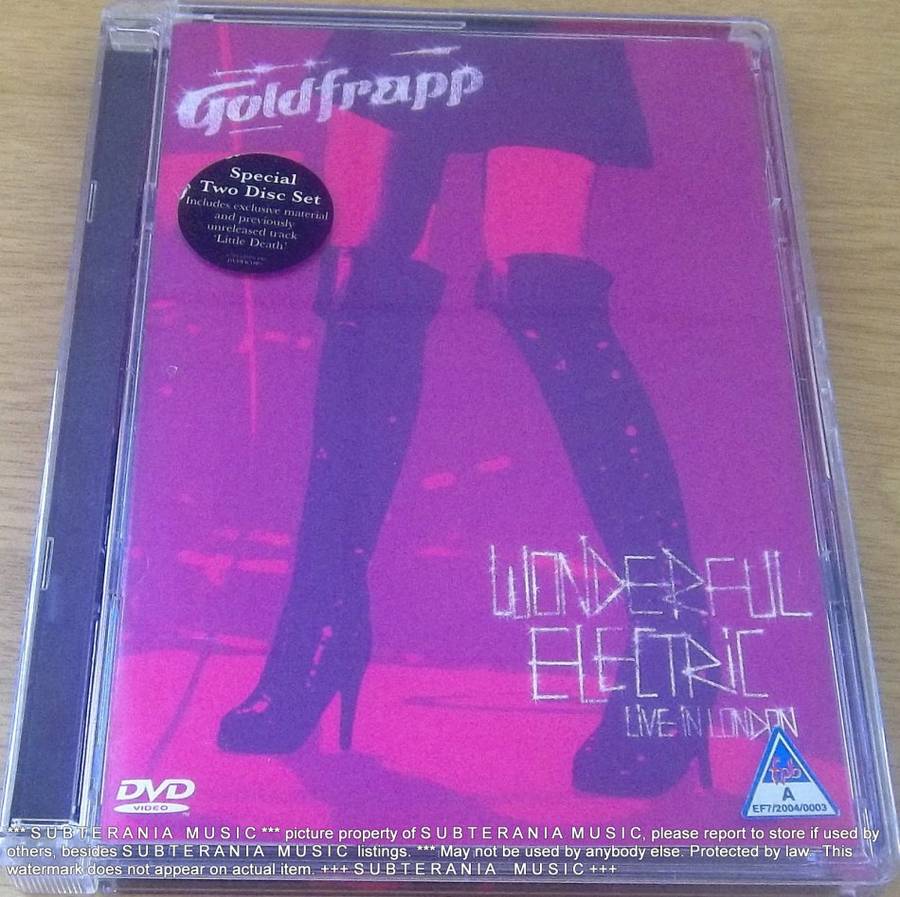 Goldfrapp
Special
Two Disc Set
Includes exclusive material
and previously
unreleased track
'Little Death'
WONDERFUL
ELECTRIC
LIVE IN LONDON
DVD
VIDEO
fpb
A
EF7/2004/0003
*** S U B T E R A N I A   M U S I C *** picture property of S U B T E R A N I A M U S I C, please report to store if used by
others, besides S U B T E R A N I A   M U S I C listings. *** May not be used by anybody else. Protected by law This
watermark does not appear on actual item. +++ S U B T E R A N I A   M U S I C +++